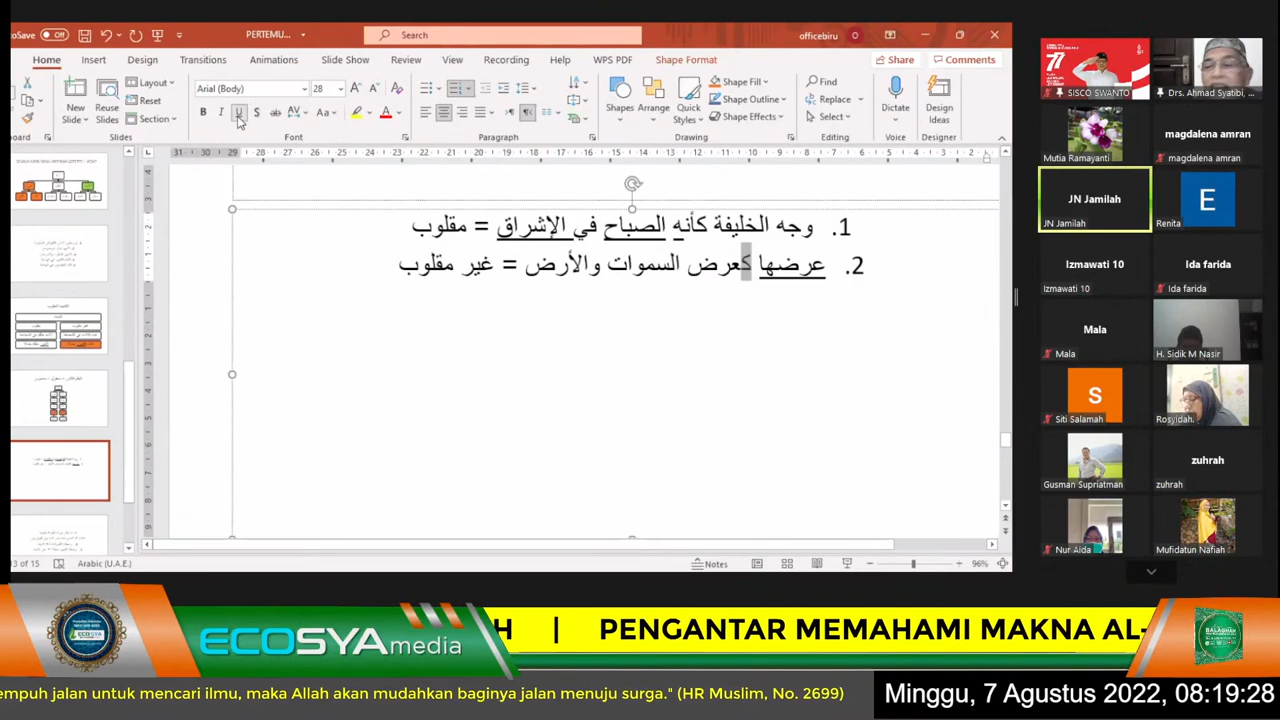 oSave Off PERTEMU... Search officebiru O
Home Insert Design Transitions Animations Review View Recording Help WPS PDF Shape Format Share Comments
New Slide Reuse Slides Layout Reset Section Arial (Body) 28 Shapes Arrange Quick Styles Shape Fill Shape Outline Shape Effects Find Replace Select Dictate Design Ideas
Slides Font Paragraph Drawing Editing Voice Designer
1. وجه الخليفة كأنه الصباح في الإشراق = مقلوب
2. عرضها كعرض السموات والأرض = غير مقلوب
13 of 15 Arabic (U.A.E.) Notes 96%
SISCO SWANTO
Drs. Ahmad Syatibi, ...
Mutia Ramayanti
magdalena amran
magdalena amran
JN Jamilah
JN Jamilah
E
Renita
Izmawati 10
Izmawati 10
Ida farida
Ida farida
Mala
Mala
H. Sidik M Nasir
S
Siti Salamah
Rosyidah.
Gusman Supriatman
zuhrah
zuhrah
Nur Aida
Mufidatun Nafiah
ECOSYA media
H | PENGANTAR MEMAHAMI MAKNA AL-
empuh jalan untuk mencari ilmu, maka Allah akan mudahkan baginya jalan menuju surga." (HR Muslim, No. 2699)
Minggu, 7 Agustus 2022, 08:19:28